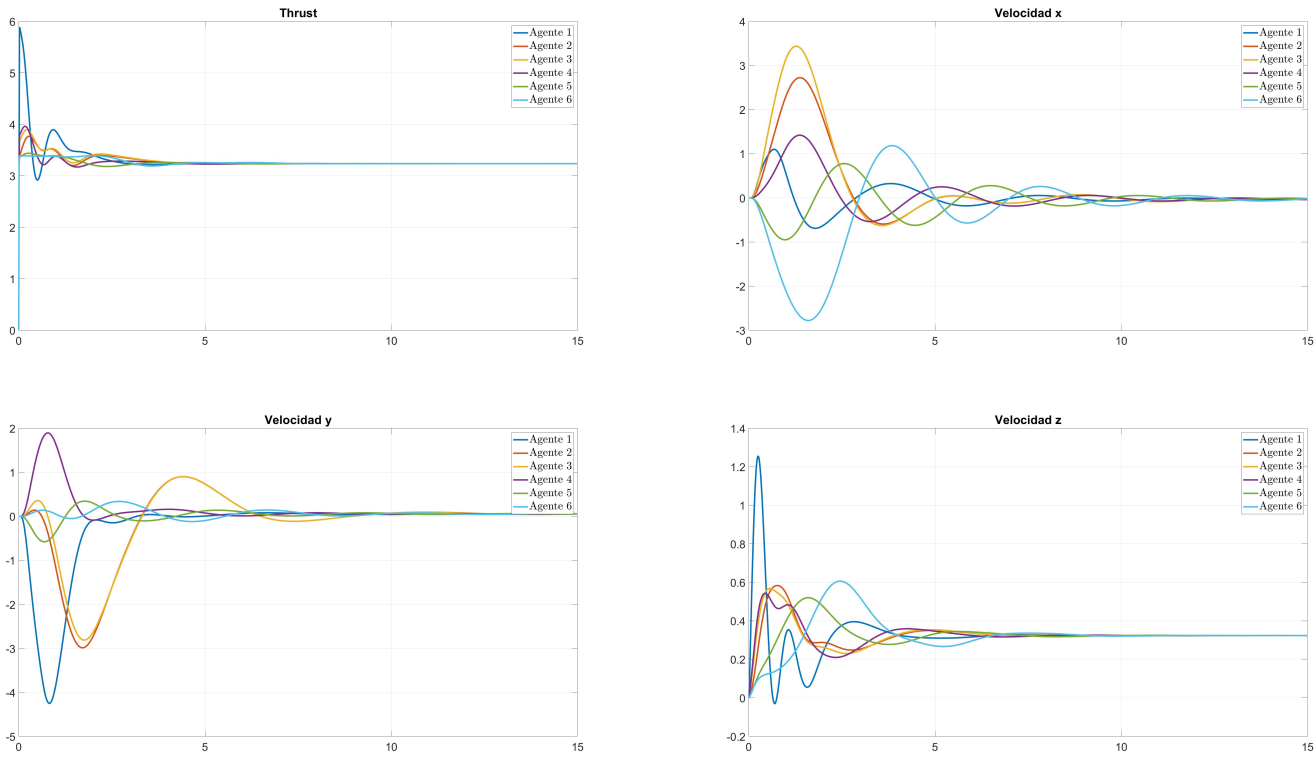 Thrust
6
5
4
3
2
1
0
0 5 10 15
Agente 1
Agente 2
Agente 3
Agente 4
Agente 5
Agente 6
Velocidad x
4
3
2
1
0
-1
-2
-3
0 5 10 15
Agente 1
Agente 2
Agente 3
Agente 4
Agente 5
Agente 6
Velocidad y
2
1
0
-1
-2
-3
-4
-5
0 5 10 15
Agente 1
Agente 2
Agente 3
Agente 4
Agente 5
Agente 6
Velocidad z
1.4
1.2
1
0.8
0.6
0.4
0.2
0
-0.2
0 5 10 15
Agente 1
Agente 2
Agente 3
Agente 4
Agente 5
Agente 6